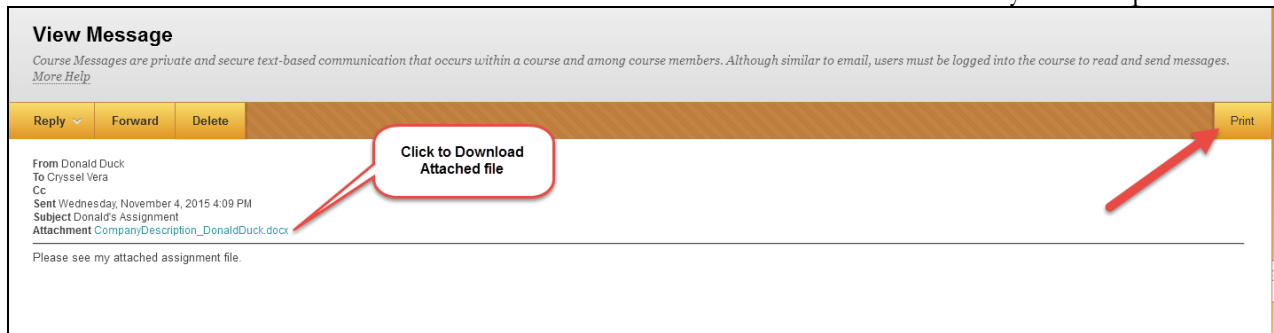 View Message
Course Messages are private and secure text-based communication that occurs within a course and among course members. Although similar to email, users must be logged into the course to read and send messages.
More Help
Reply Forward Delete Print
Click to Download
Attached file
From Donald Duck
To Cryssel Vera
Cc
Sent Wednesday, November 4, 2015 4:09 PM
Subject Donald's Assignment
Attachment CompanyDescription_DonaldDuck.docx
Please see my attached assignment file.